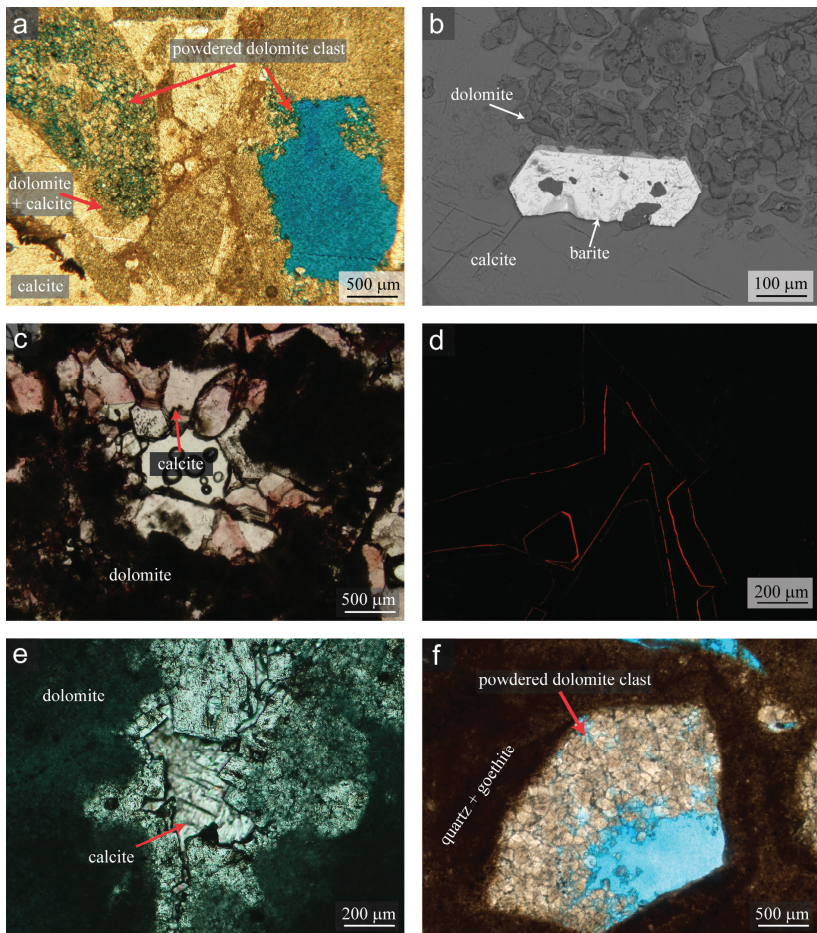 a
powdered dolomite clast
dolomite
+ calcite
calcite
500 μm
b
dolomite
calcite
barite
100 μm
c
calcite
dolomite
500 μm
d
200 μm
e
dolomite
calcite
200 μm
f
powdered dolomite clast
quartz + goethite
500 μm